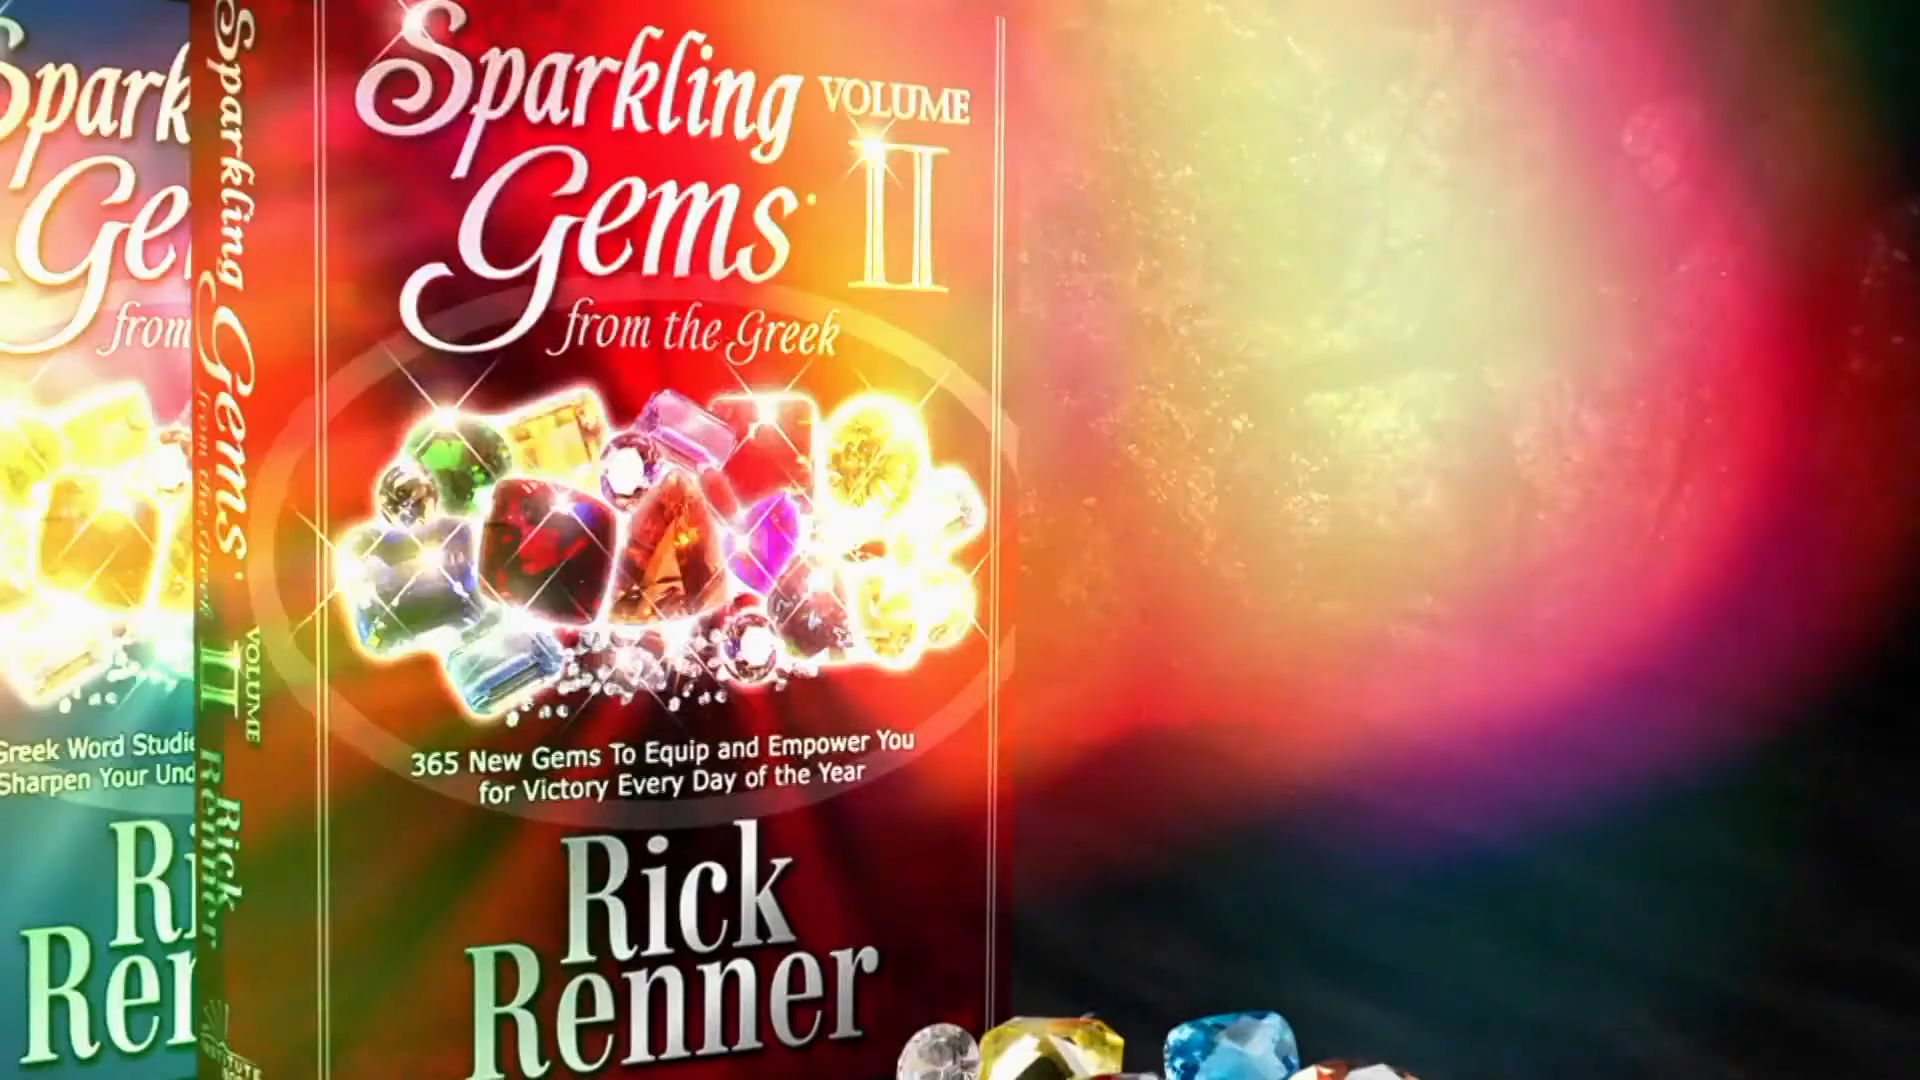 Spark
Ge
from
Greek Word Studie
Sharpen Your Und
Ri
Ren
Sparkling Gems
from the Greek
VOLUME
II
Rick
Renner
Sparkling
Gems
VOLUME
II
from the Greek
365 New Gems To Equip and Empower You
for Victory Every Day of the Year
Rick
Renner